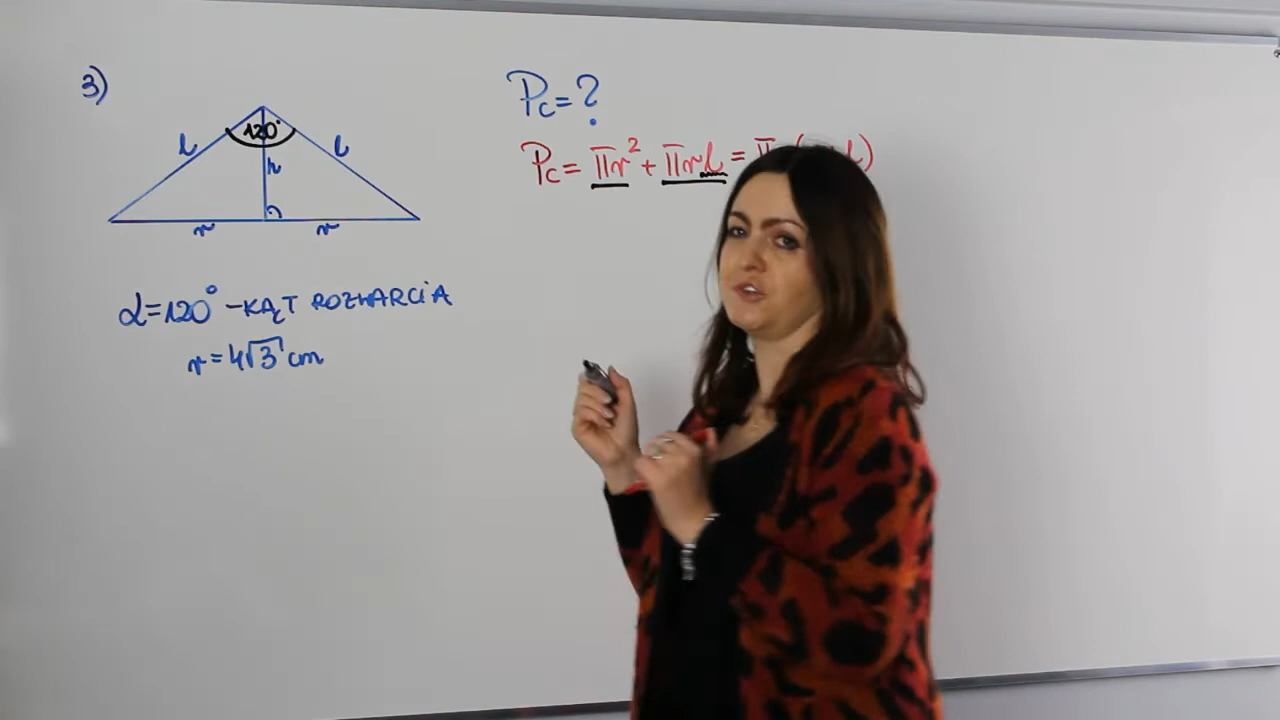 3)
120°
l
l
h
r
r
α=120° - KĄT ROZWARCIA
r=4√3 cm
Pc=?
Pc= πr² + πrl = π
l)